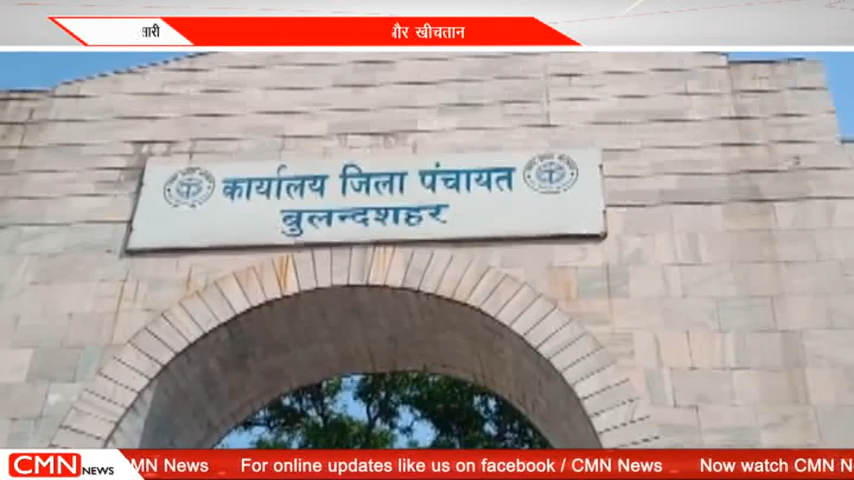 और खीचतान
कार्यालय जिला पंचायत
बुलन्दशहर
CMN NEWS
MN News For online updates like us on facebook / CMN News Now watch CMN N